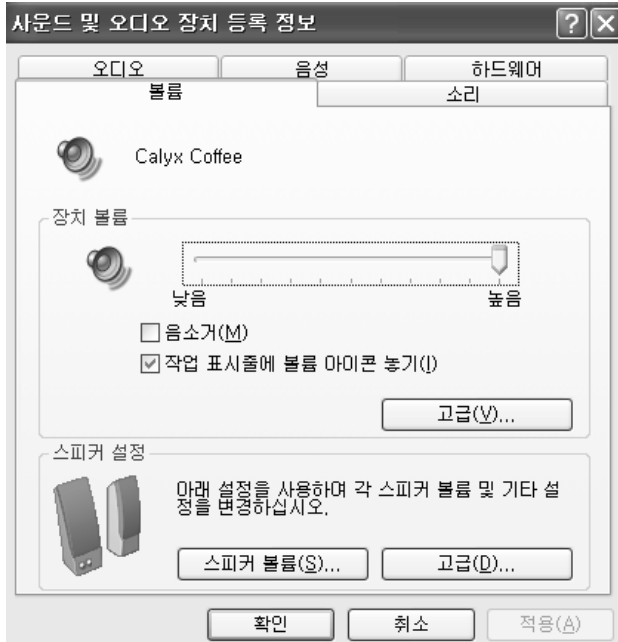 사운드 및 오디오 장치 등록 정보
오디오 음성 하드웨어
볼륨 소리
Calyx Coffee
장치 볼륨
낮음 높음
음소거(M)
작업 표시줄에 볼륨 아이콘 놓기(I)
고급(V)...
스피커 설정
아래 설정을 사용하여 각 스피커 볼륨 및 기타 설
정을 변경하십시오.
스피커 볼륨(S)... 고급(D)...
확인 취소 적용(A)